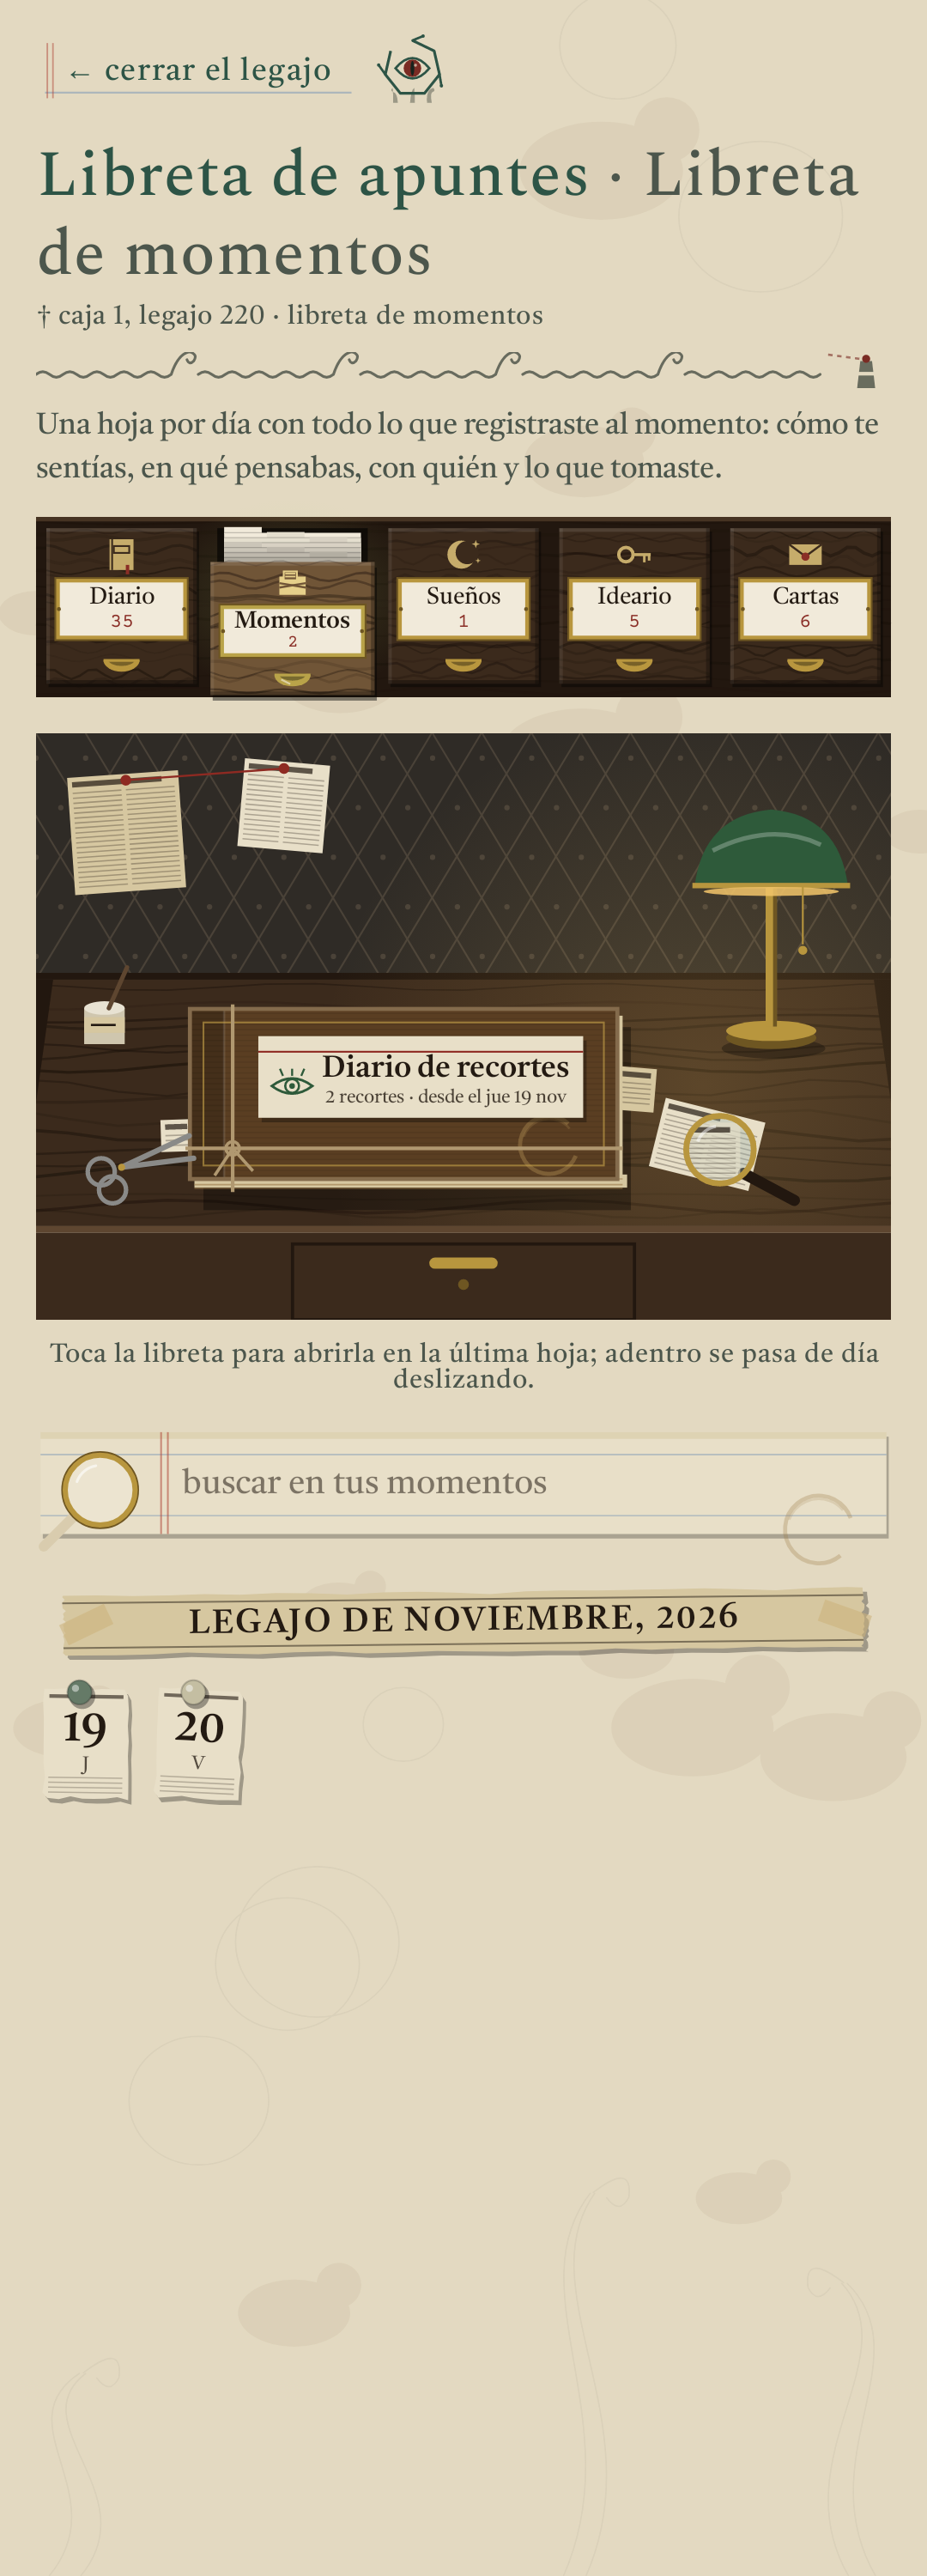 ← cerrar el legajo
Libreta de apuntes · Libreta
de momentos
† caja 1, legajo 220 · libreta de momentos
Una hoja por día con todo lo que registraste al momento: cómo te
sentías, en qué pensabas, con quién y lo que tomaste.
Diario
35
Momentos
2
Sueños
1
Ideario
5
Cartas
6
Diario de recortes
2 recortes · desde el jue 19 nov
Toca la libreta para abrirla en la última hoja; adentro se pasa de día
deslizando.
buscar en tus momentos
LEGAJO DE NOVIEMBRE, 2026
19
J
20
V